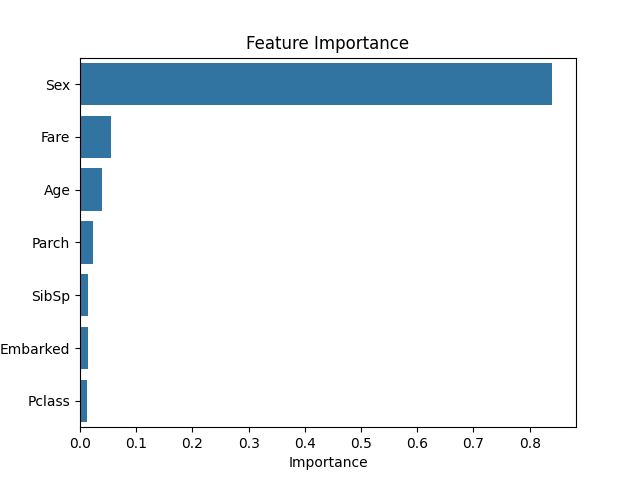 Feature Importance
Sex
Fare
Age
Parch
SibSp
Embarked
Pclass
0.0 0.1 0.2 0.3 0.4 0.5 0.6 0.7 0.8
Importance